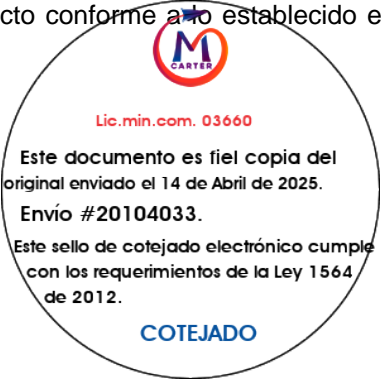 cto conforme a lo establecido e
M
CARTER
Lic.min.com. 03660
Este documento es fiel copia del
original enviado el 14 de Abril de 2025.
Envío #20104033.
Este sello de cotejado electrónico cumple
con los requerimientos de la Ley 1564
de 2012.
COTEJADO